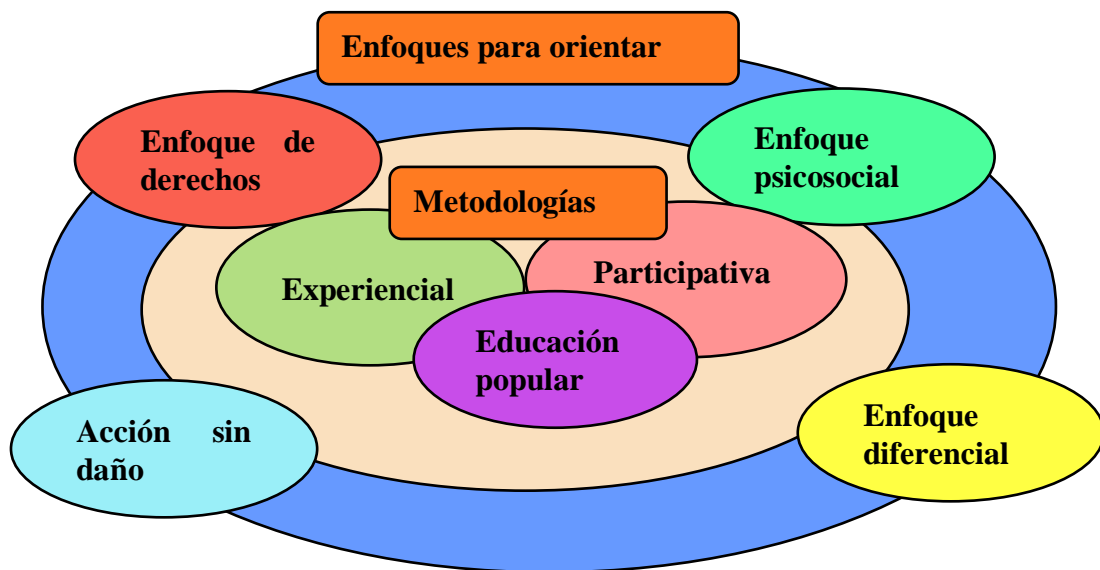 Enfoques para orientar
Enfoque de
derechos
Enfoque
psicosocial
Metodologías
Experiencial
Participativa
Educación
popular
Acción sin
daño
Enfoque
diferencial